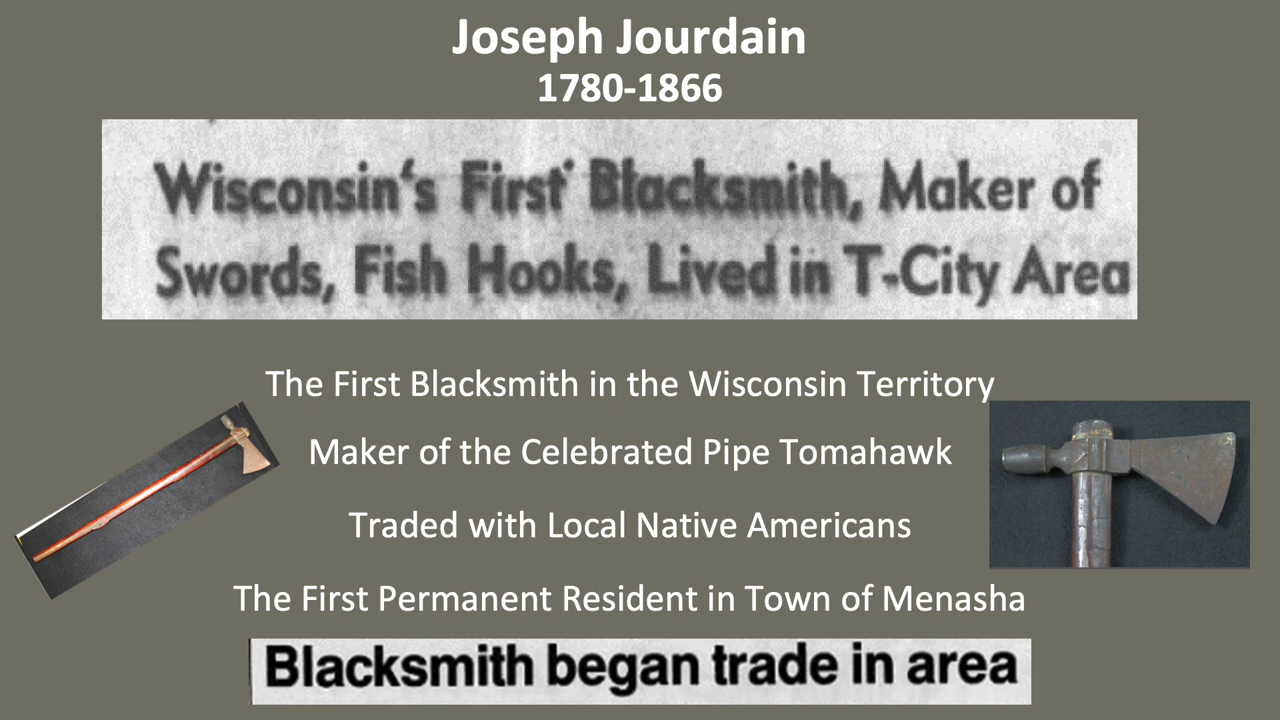 Joseph Jourdain
1780-1866
Wisconsin's First Blacksmith, Maker of
Swords, Fish Hooks, Lived in T-City Area
The First Blacksmith in the Wisconsin Territory
Maker of the Celebrated Pipe Tomahawk
Traded with Local Native Americans
The First Permanent Resident in Town of Menasha
Blacksmith began trade in area